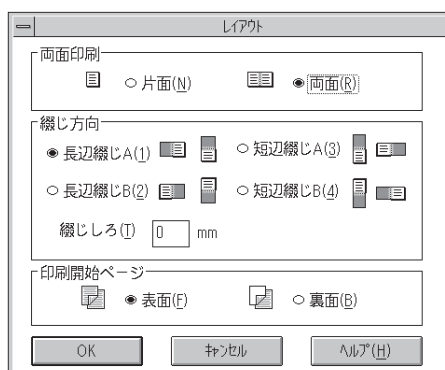 レイアウト
両面印刷
片面(N) 両面(R)
綴じ方向
長辺綴じA(1) 短辺綴じA(3)
長辺綴じB(2) 短辺綴じB(4)
綴じしろ(T) 0 mm
印刷開始ページ
表面(F) 裏面(B)
OK キャンセル ヘルプ(H)